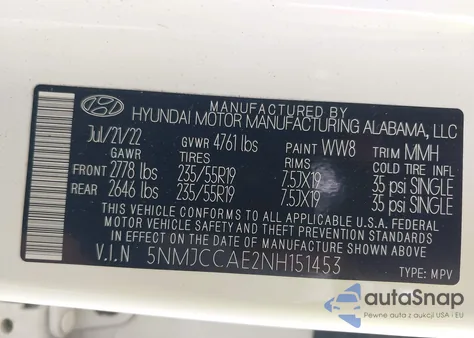 MANUFACTURED BY
HYUNDAI MOTOR MANUFACTURING ALABAMA, LLC
Jul/21/22 GVWR 4761 lbs PAINT WW8 TRIM MMH
GAWR TIRES RIMS COLD TIRE INFL
FRONT 2778 lbs 235/55R19 7.5JX19 35 psi SINGLE
REAR 2646 lbs 235/55R19 7.5JX19 35 psi SINGLE
THIS VEHICLE CONFORMS TO ALL APPLICABLE U.S.A. FEDERAL
MOTOR VEHICLE SAFETY AND THEFT PREVENTION STANDARDS
IN EFFECT ON THE DATE OF MANUFACTURE SHOWN ABOVE.
V.I.N 5NMJCCAE2NH151453
TYPE: MPV
autoSnap
Pewne auta z aukcji USA i EU